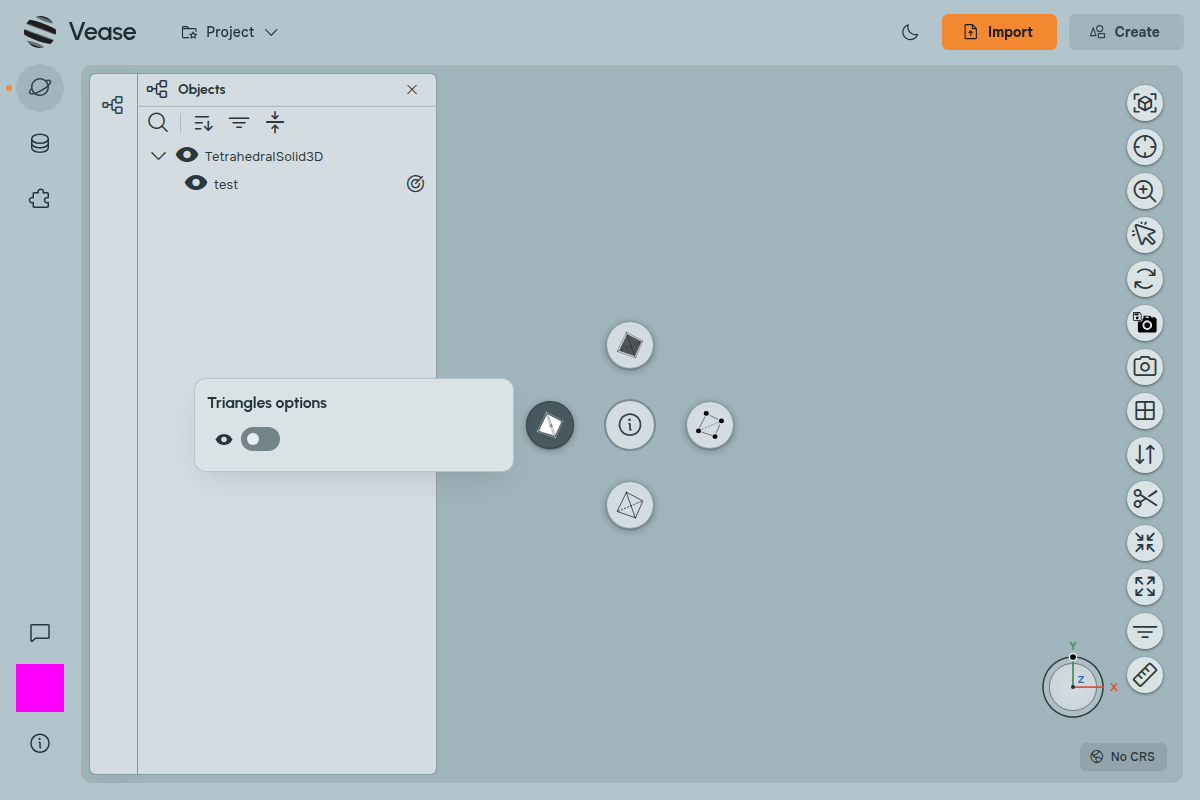 Vease
Project
Import
Create
Objects
TetrahedralSolid3D
test
Triangles options
Y
Z
X
No CRS